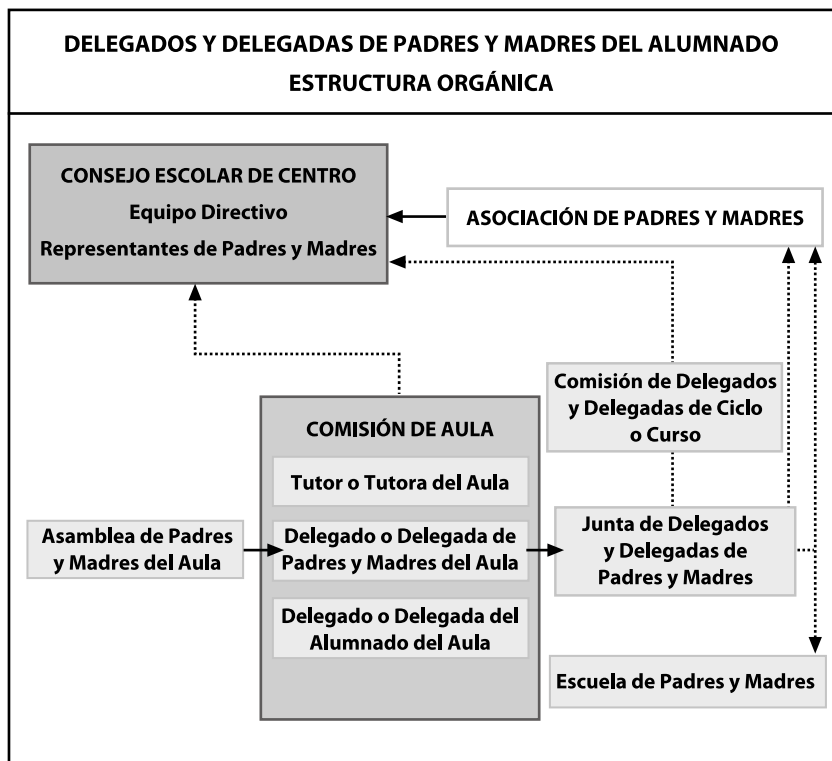 DELEGADOS Y DELEGADAS DE PADRES Y MADRES DEL ALUMNADO
ESTRUCTURA ORGÁNICA
CONSEJO ESCOLAR DE CENTRO
Equipo Directivo
Representantes de Padres y Madres
ASOCIACIÓN DE PADRES Y MADRES
Comisión de Delegados
y Delegadas de Ciclo
o Curso
COMISIÓN DE AULA
Tutor o Tutora del Aula
Asamblea de Padres
y Madres del Aula
Delegado o Delegada de
Padres y Madres del Aula
Junta de Delegados
y Delegadas de
Padres y Madres
Delegado o Delegada del
Alumnado del Aula
Escuela de Padres y Madres